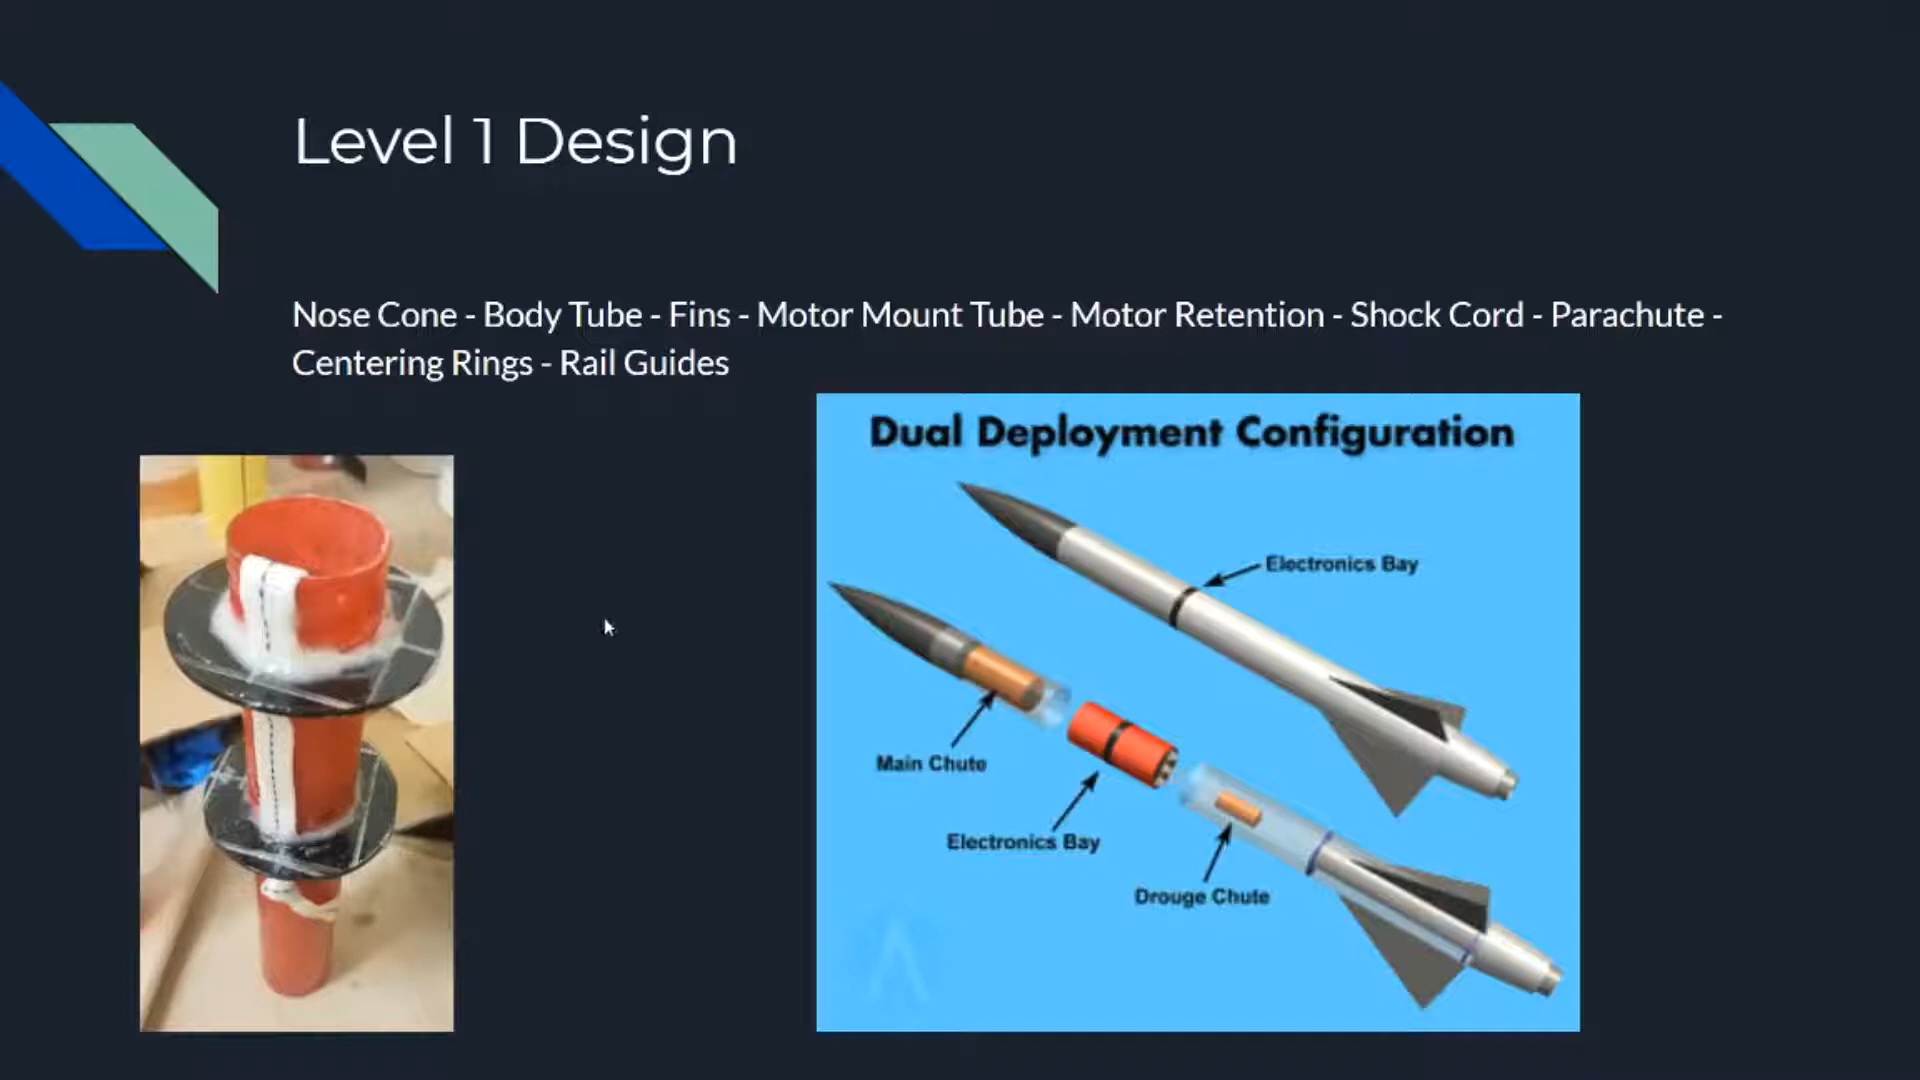 Level 1 Design
Nose Cone - Body Tube - Fins - Motor Mount Tube - Motor Retention - Shock Cord - Parachute -
Centering Rings - Rail Guides
Dual Deployment Configuration
Electronics Bay
Main Chute
Electronics Bay
Drouge Chute